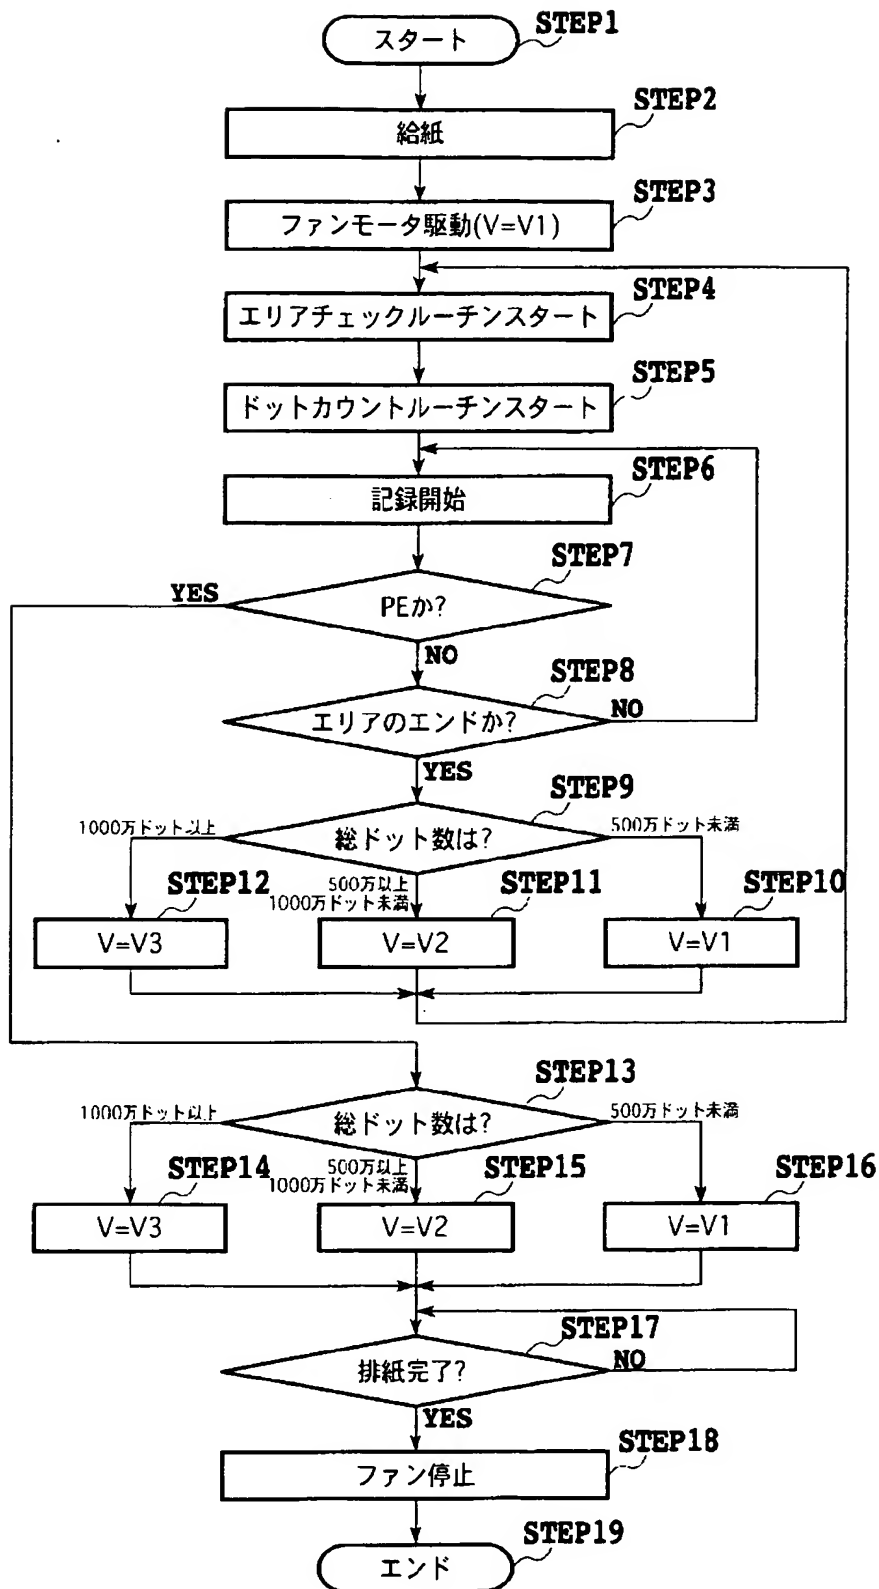 スタート
STEP1
STEP2
給紙
STEP3
ファンモータ駆動(V=V1)
STEP4
エリアチェックルーチンスタート
STEP5
ドットカウントルーチンスタート
STEP6
記録開始
STEP7
YES
PEか?
NO
STEP8
エリアのエンドか?
NO
YES
STEP9
1000万ドット以上
総ドット数は?
500万ドット未満
STEP12
500万以上
1000万ドット未満
STEP11
STEP10
V=V3
V=V2
V=V1
STEP13
1000万ドット以上
総ドット数は?
500万ドット未満
STEP14
500万以上
1000万ドット未満
STEP15
STEP16
V=V3
V=V2
V=V1
STEP17
排紙完了?
NO
YES
STEP18
ファン停止
STEP19
エンド